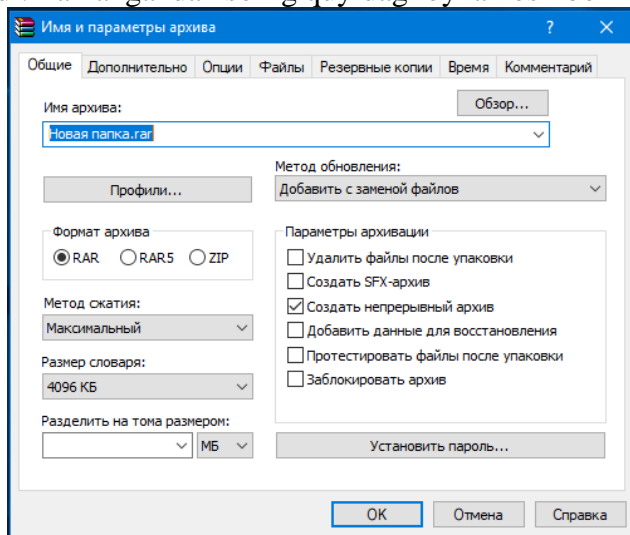 Имя и параметры архива
Общие Дополнительно Опции Файлы Резервные копии Время Комментарий
Имя архива:
Обзор...
Новая папка.rar
Метод обновления:
Профили...
Добавить с заменой файлов
Формат архива
RAR RAR5 ZIP
Параметры архивации
Удалить файлы после упаковки
Создать SFX-архив
Создать непрерывный архив
Добавить данные для восстановления
Протестировать файлы после упаковки
Заблокировать архив
Метод сжатия:
Максимальный
Размер словаря:
4096 КБ
Разделить на тома размером:
МБ
Установить пароль...
ОК Отмена Справка